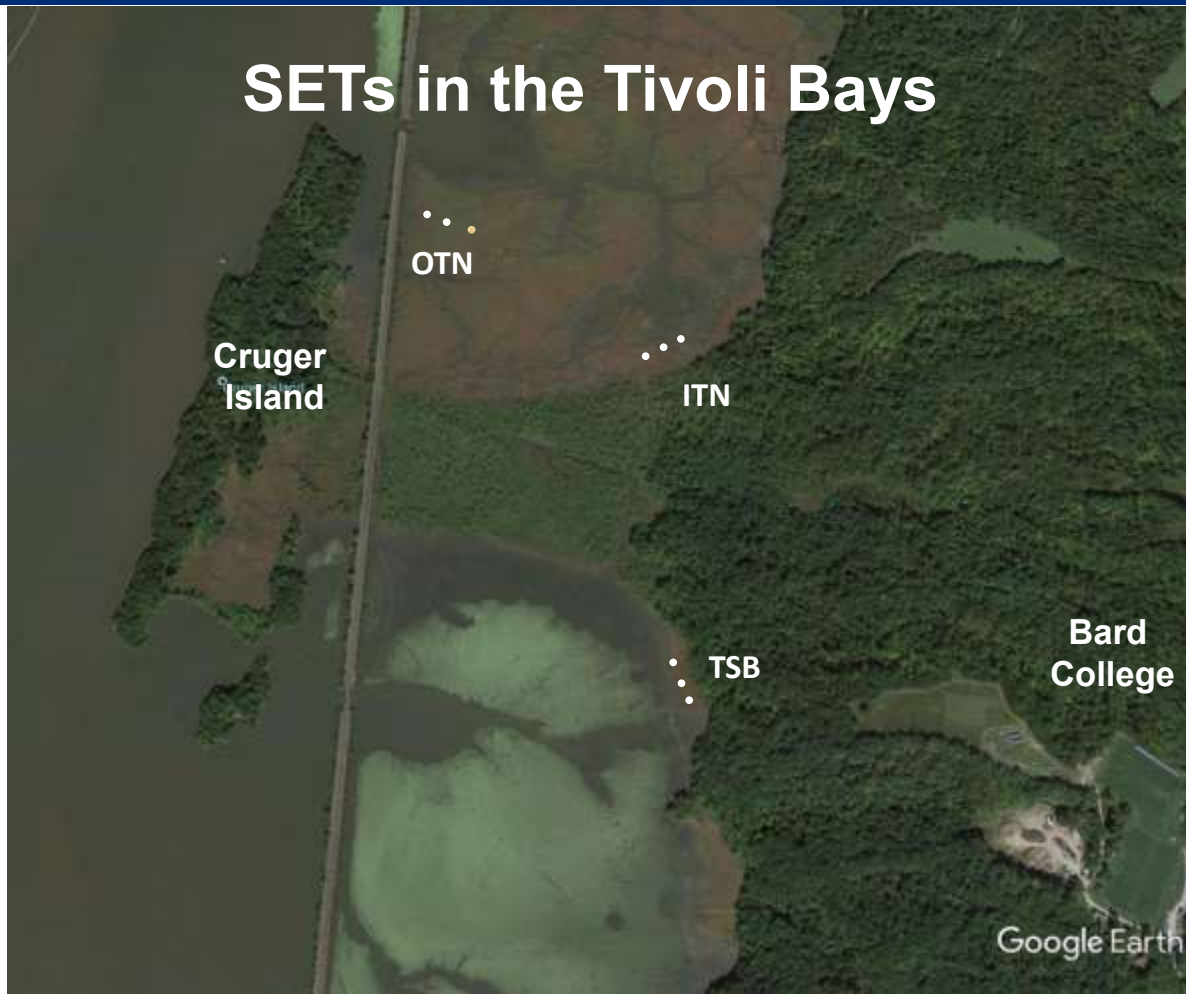 SETs in the Tivoli Bays
OTN
Cruger
Island
ITN
TSB
Bard
College
Google Earth